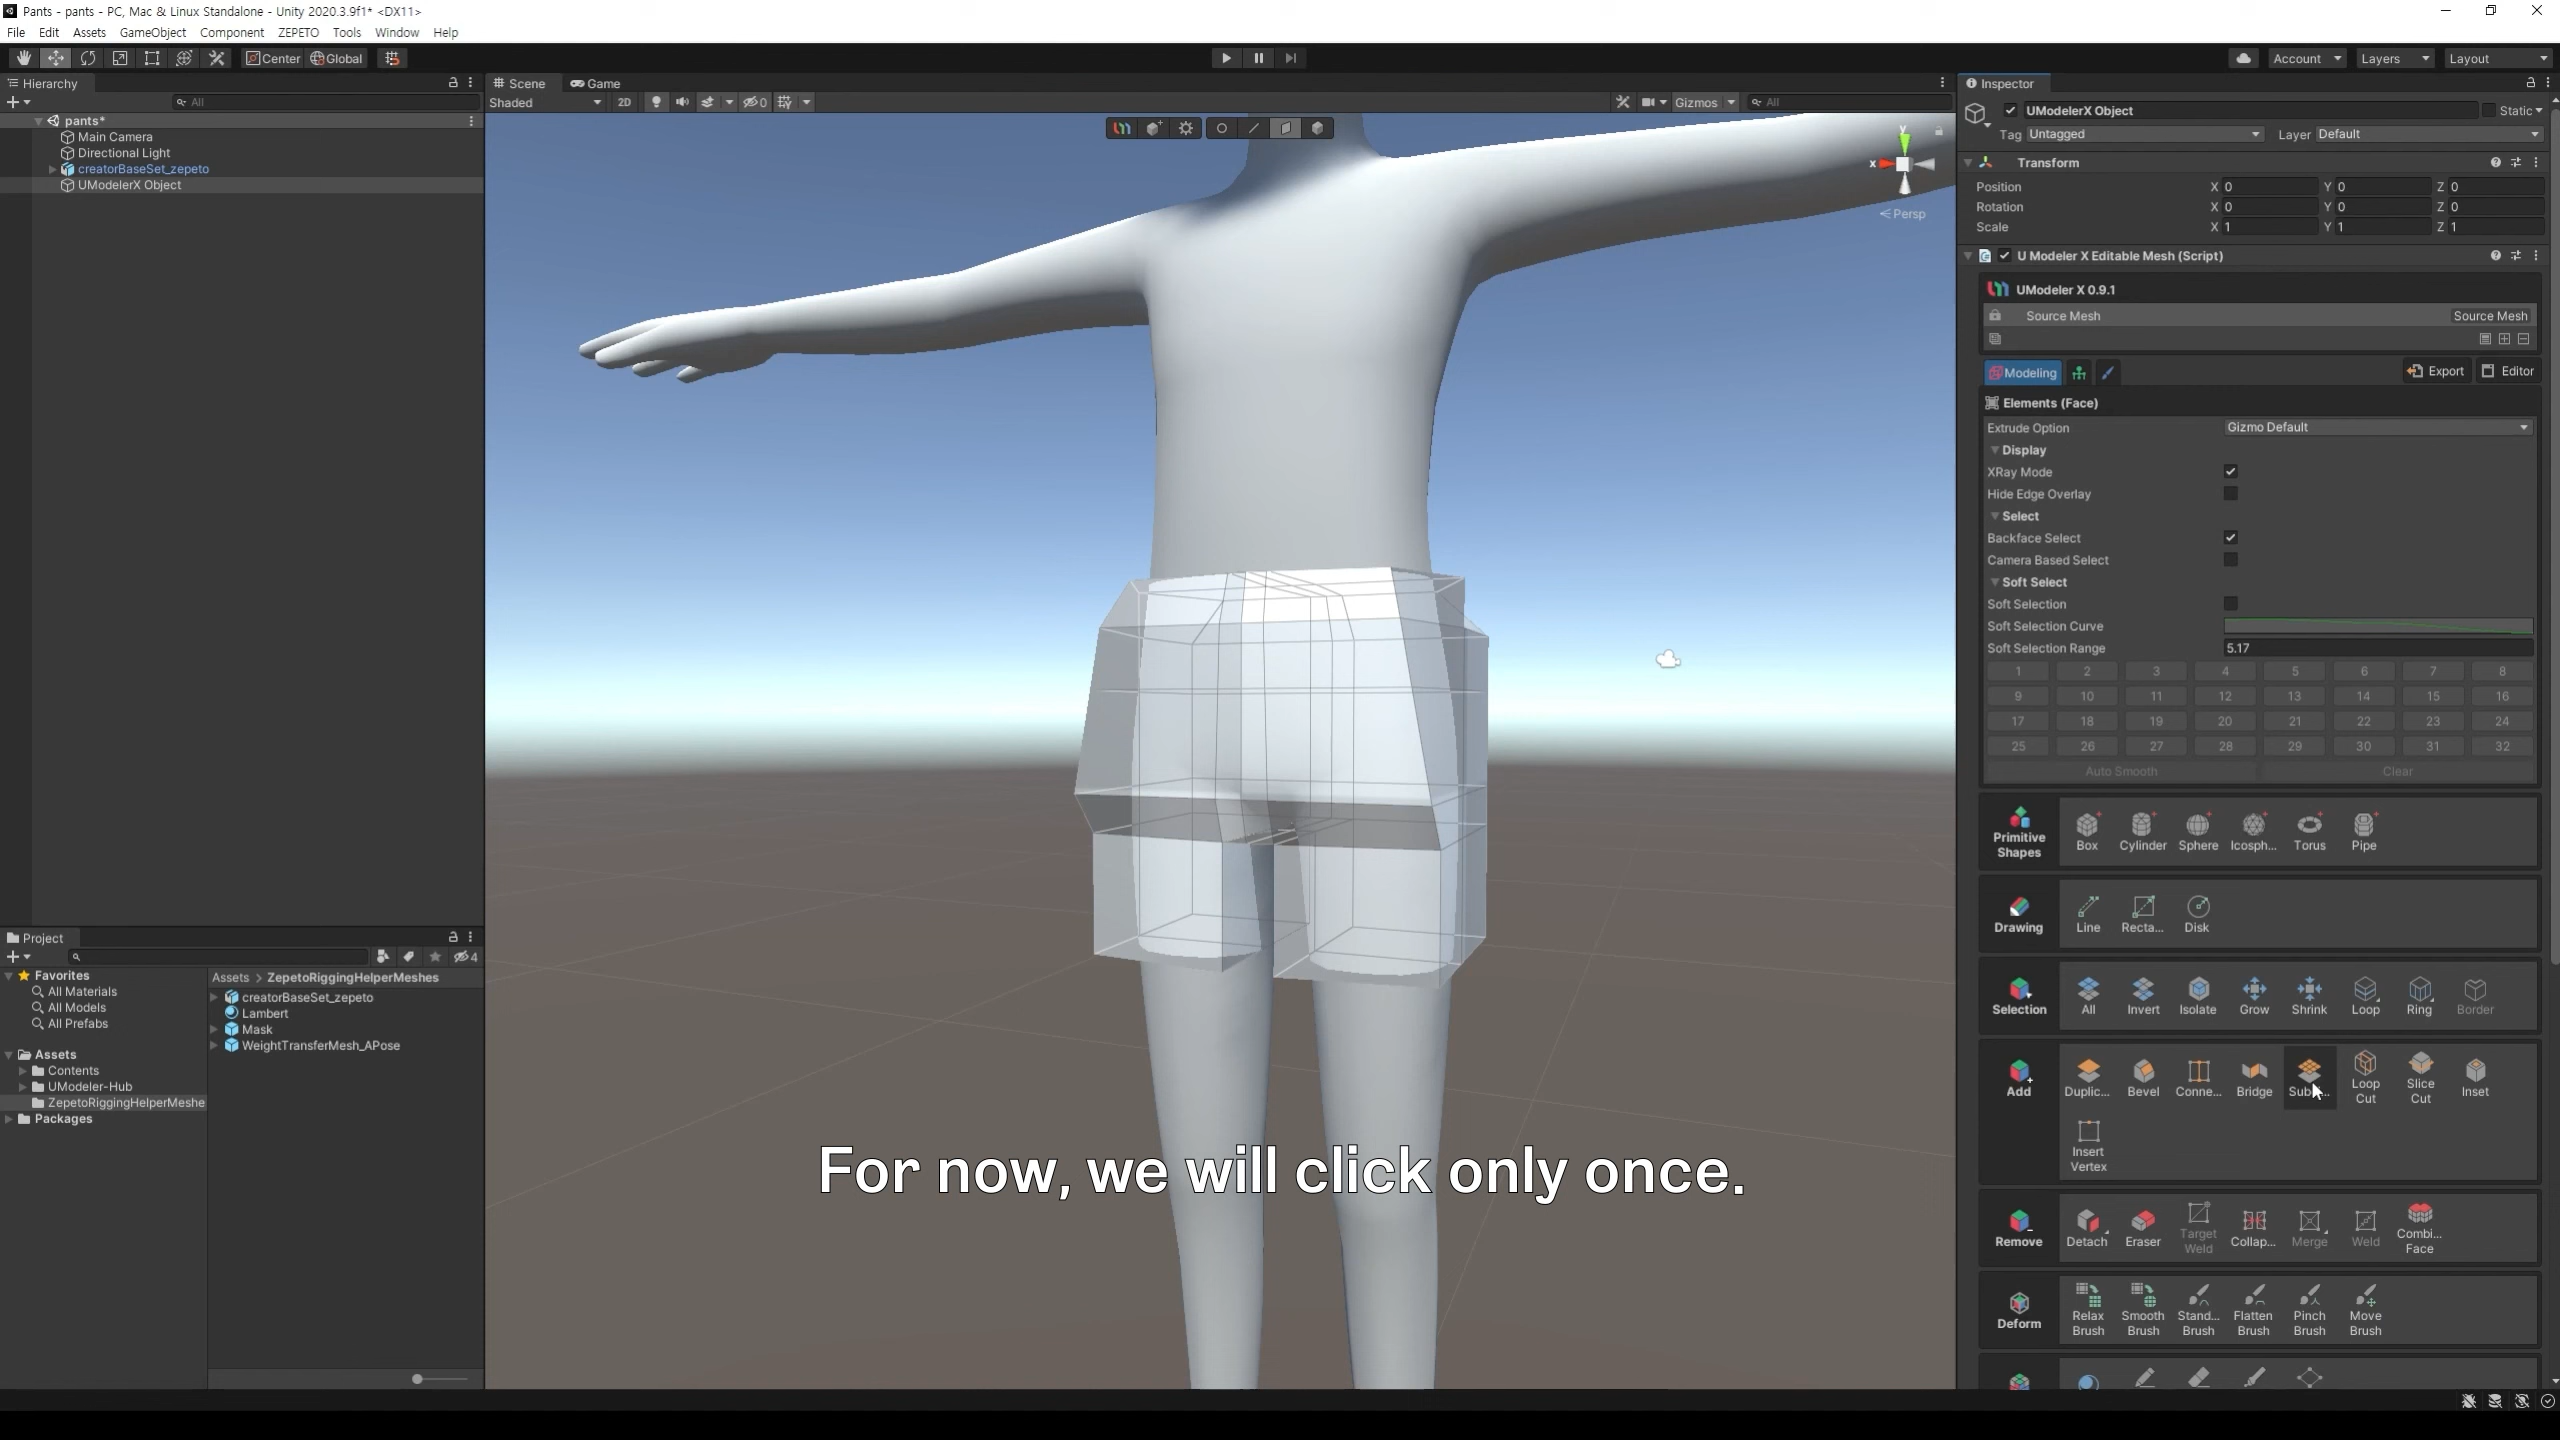 Pants - pants - PC, Mac & Linux Standalone - Unity 2020.3.9f1* <DX11>
File Edit Assets GameObject Component ZEPETO Tools Window Help
Center Global Account Layers Layout
Hierarchy
All
pants*
Main Camera
Directional Light
creatorBaseSet_zepeto
UModelerX Object
Scene Game
Shaded 2D 0 Gizmos All
y
x
Persp
For now, we will click only once.
Project
4
Favorites
All Materials
All Models
All Prefabs
Assets
Contents
UModeler-Hub
ZepetoRiggingHelperMeshe
Packages
Assets > ZepetoRiggingHelperMeshes
creatorBaseSet_zepeto
Lambert
Mask
WeightTransferMesh_APose
Inspector
UModelerX Object Static
Tag Untagged Layer Default
Transform
Position X 0 Y 0 Z 0
Rotation X 0 Y 0 Z 0
Scale X 1 Y 1 Z 1
U Modeler X Editable Mesh (Script)
UModeler X 0.9.1
Source Mesh Source Mesh
Modeling Export Editor
Elements (Face)
Extrude Option Gizmo Default
Display
XRay Mode
Hide Edge Overlay
Select
Backface Select
Camera Based Select
Soft Select
Soft Selection
Soft Selection Curve
Soft Selection Range 5.17
1 2 3 4 5 6 7 8
9 10 11 12 13 14 15 16
17 18 19 20 21 22 23 24
25 26 27 28 29 30 31 32
Auto Smooth Clear
Primitive Shapes Box Cylinder Sphere Icosph... Torus Pipe
Drawing Line Recta... Disk
Selection All Invert Isolate Grow Shrink Loop Ring Border
Add Duplic... Bevel Conne... Bridge Loop Cut Slice Cut Inset
Insert Vertex
Remove Detach Eraser Target Weld Collap... Merge Weld Combi... Face
Deform Relax Brush Smooth Brush Stand... Brush Flatten Brush Pinch Brush Move Brush